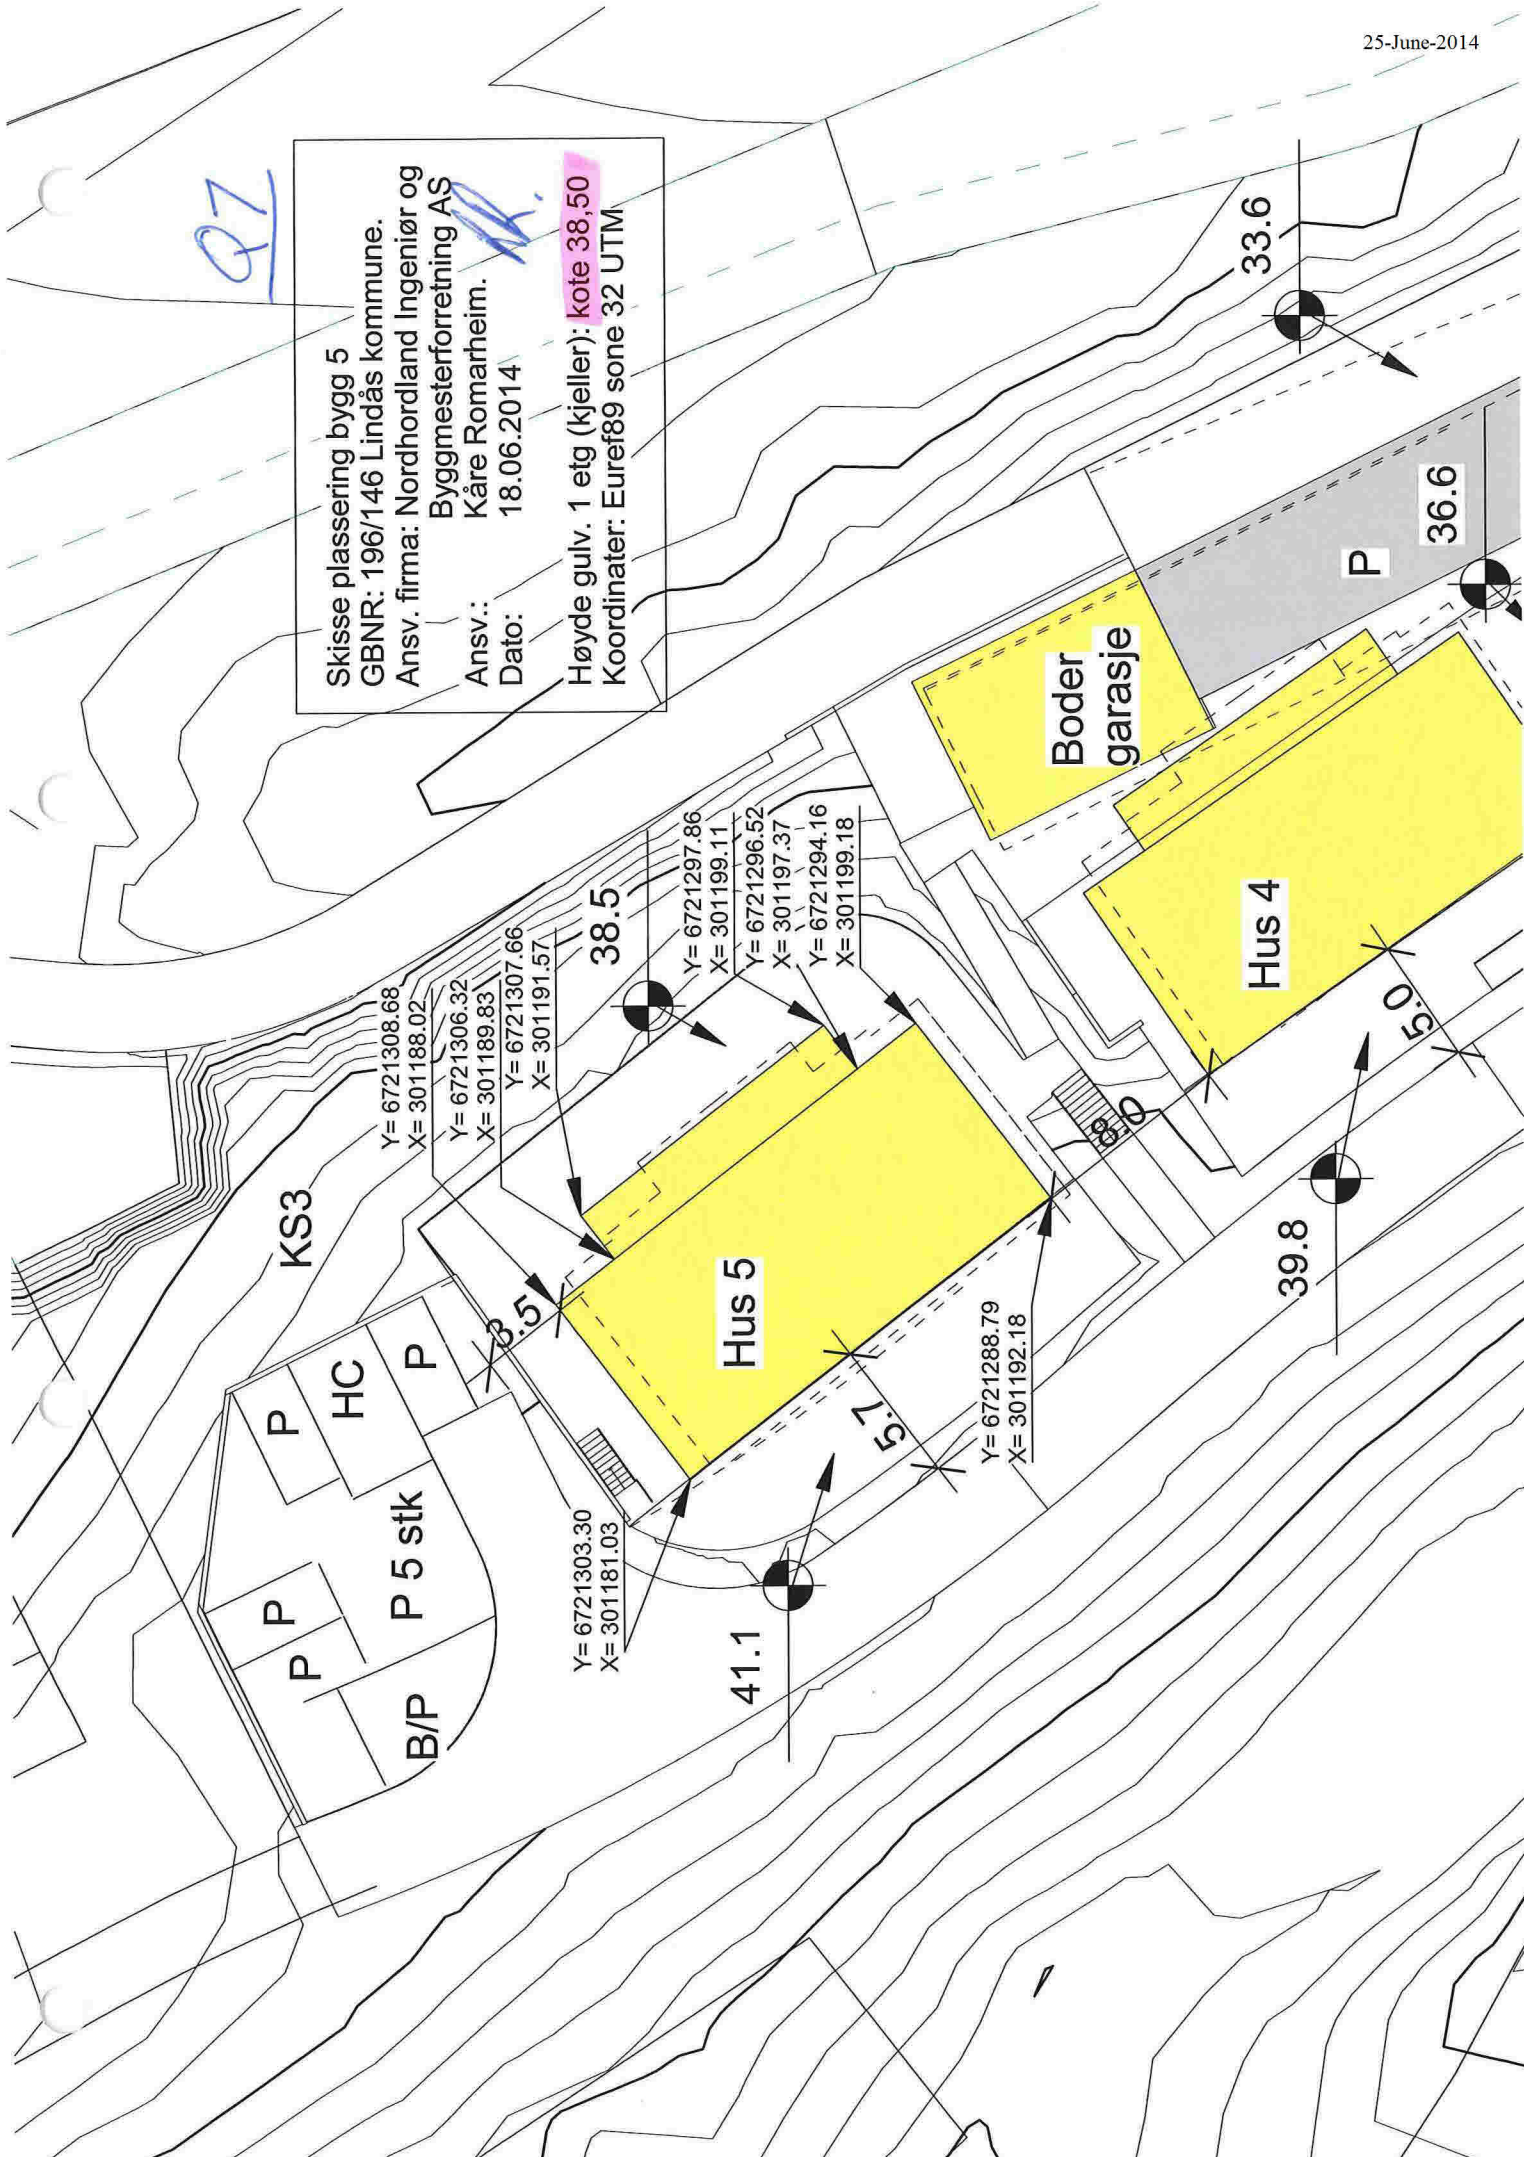 25-June-2014
Q7
Skisse plassering bygg 5
GBNR: 196/146 Lindås kommune.
Ansv. firma: Nordhordland Ingeniør og
Byggmesterforretning AS
Ansv.: Kåre Romarheim.
Dato: 18.06.2014
Høyde gulv. 1 etg (kjeller): kote 38,50
Koordinater: Euref89 sone 32 UTM
33.6
36.6
P
Boder
garasje
Hus 4
5.0
8.0
39.8
38.5
Y= 6721308.68
X= 301188.02
Y= 6721306.32
X= 301189.83
Y= 6721307.66
X= 301191.57
Y= 6721297.86
X= 301199.11
Y= 6721296.52
X= 301197.37
Y= 6721294.16
X= 301199.18
KS3
3.5
Hus 5
5.7
Y= 6721288.79
X= 301192.18
Y= 6721303.30
X= 301181.03
41.1
P
HC
P
P
P
P 5 stk
B/P